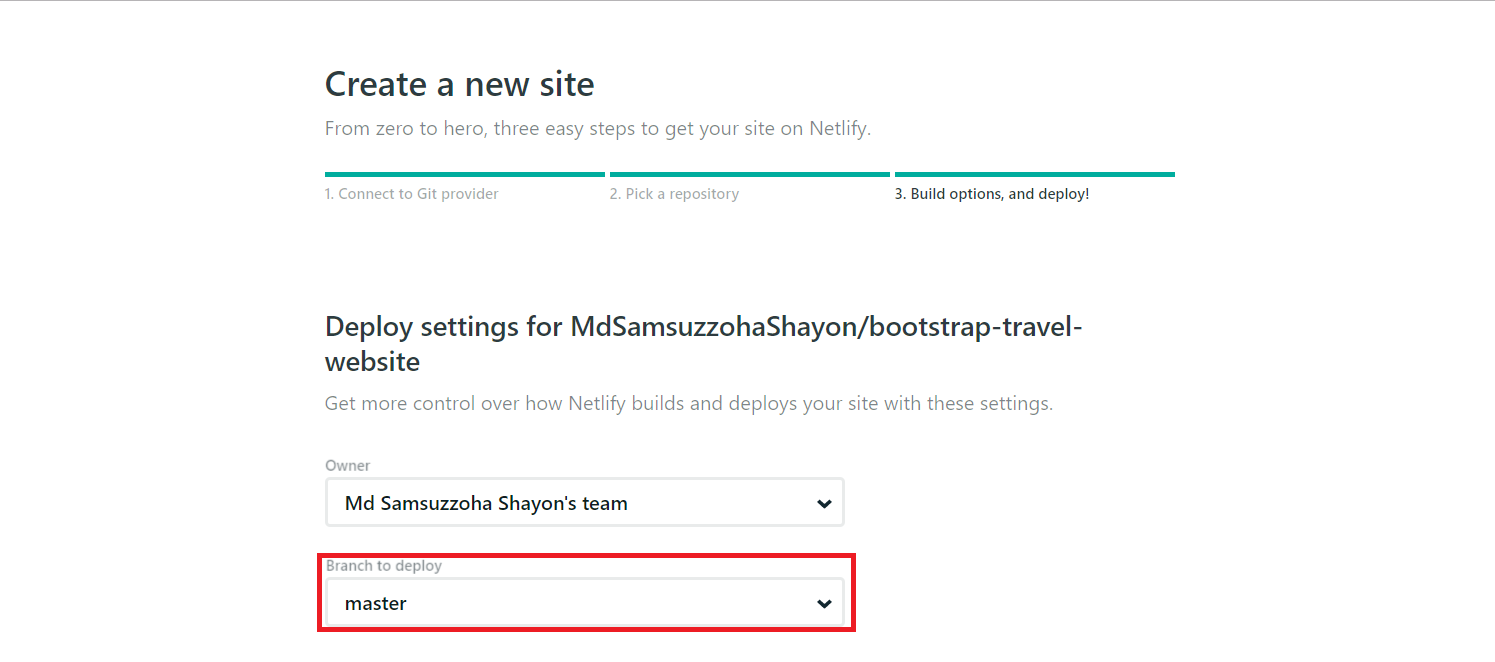 Create a new site
From zero to hero, three easy steps to get your site on Netlify.
1. Connect to Git provider
2. Pick a repository
3. Build options, and deploy!
Deploy settings for MdSamsuzzohaShayon/bootstrap-travel-
website
Get more control over how Netlify builds and deploys your site with these settings.
Owner
Md Samsuzzoha Shayon's team
Branch to deploy
master